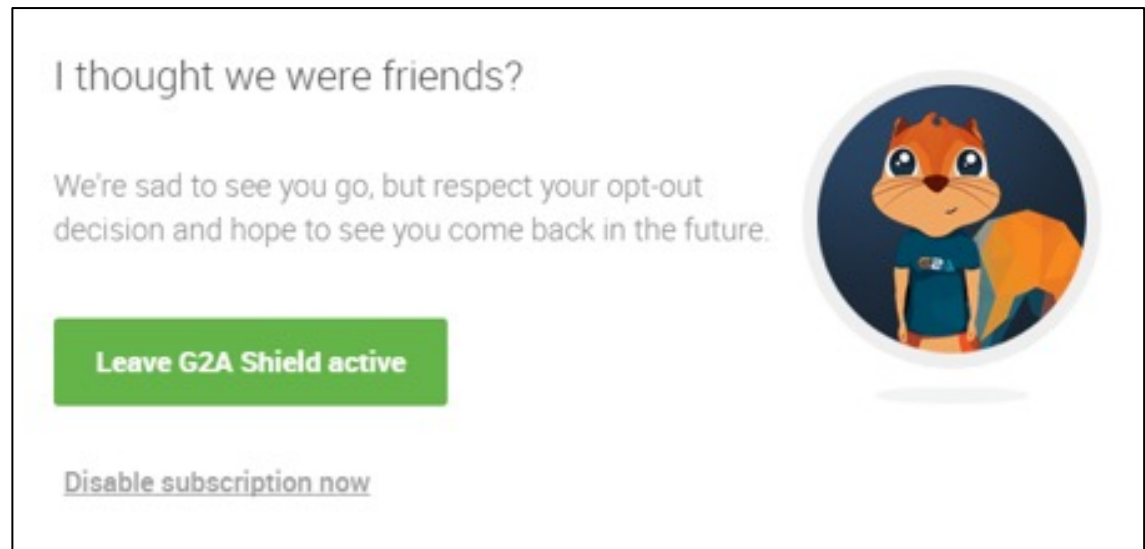 I thought we were friends?
We're sad to see you go, but respect your opt-out
decision and hope to see you come back in the future.
Leave G2A Shield active
Disable subscription now
G2A